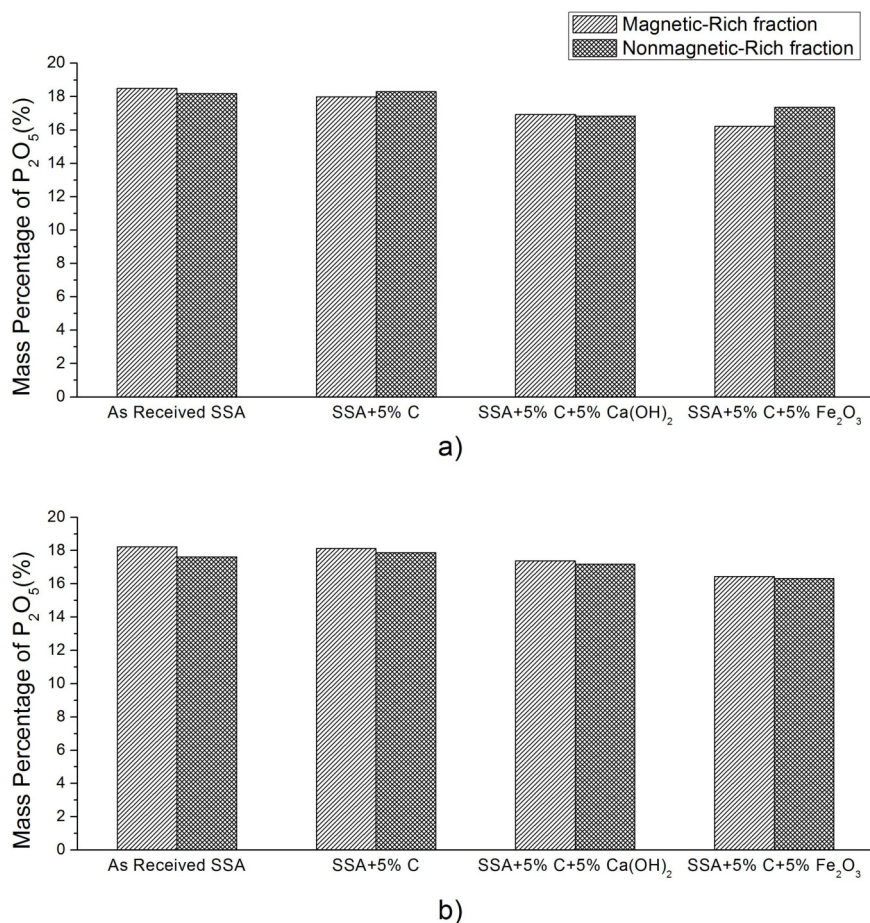 Magnetic-Rich fraction
Nonmagnetic-Rich fraction
Mass Percentage of P₂O₅(%)
20
18
16
14
12
10
8
6
4
2
0
As Received SSA SSA+5% C SSA+5% C+5% Ca(OH)₂ SSA+5% C+5% Fe₂O₃
a)
Mass Percentage of P₂O₅(%)
20
18
16
14
12
10
8
6
4
2
0
As Received SSA SSA+5% C SSA+5% C+5% Ca(OH)₂ SSA+5% C+5% Fe₂O₃
b)